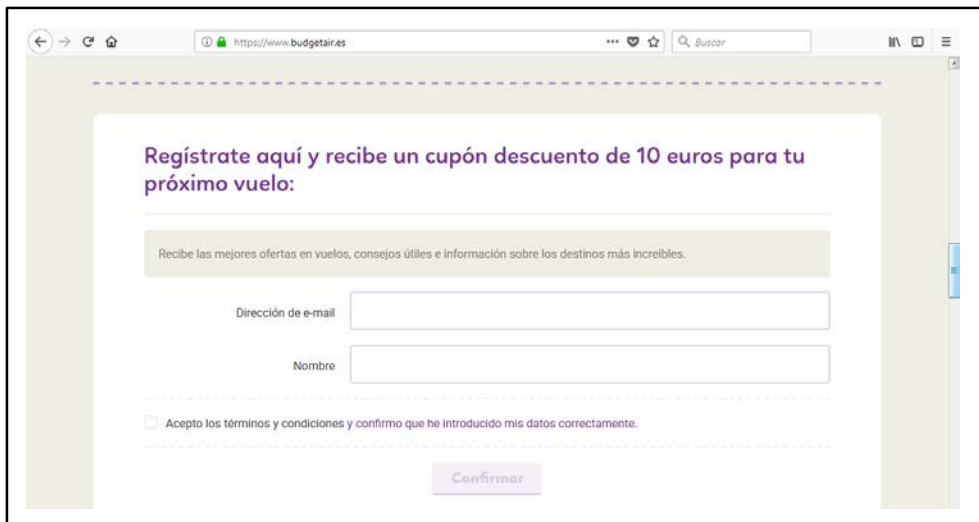 https://www.budgetair.es
Buscar
Regístrate aquí y recibe un cupón descuento de 10 euros para tu
próximo vuelo:
Recibe las mejores ofertas en vuelos, consejos útiles e información sobre los destinos más increíbles.
Dirección de e-mail
Nombre
Acepto los términos y condiciones y confirmo que he introducido mis datos correctamente.
Confirmar